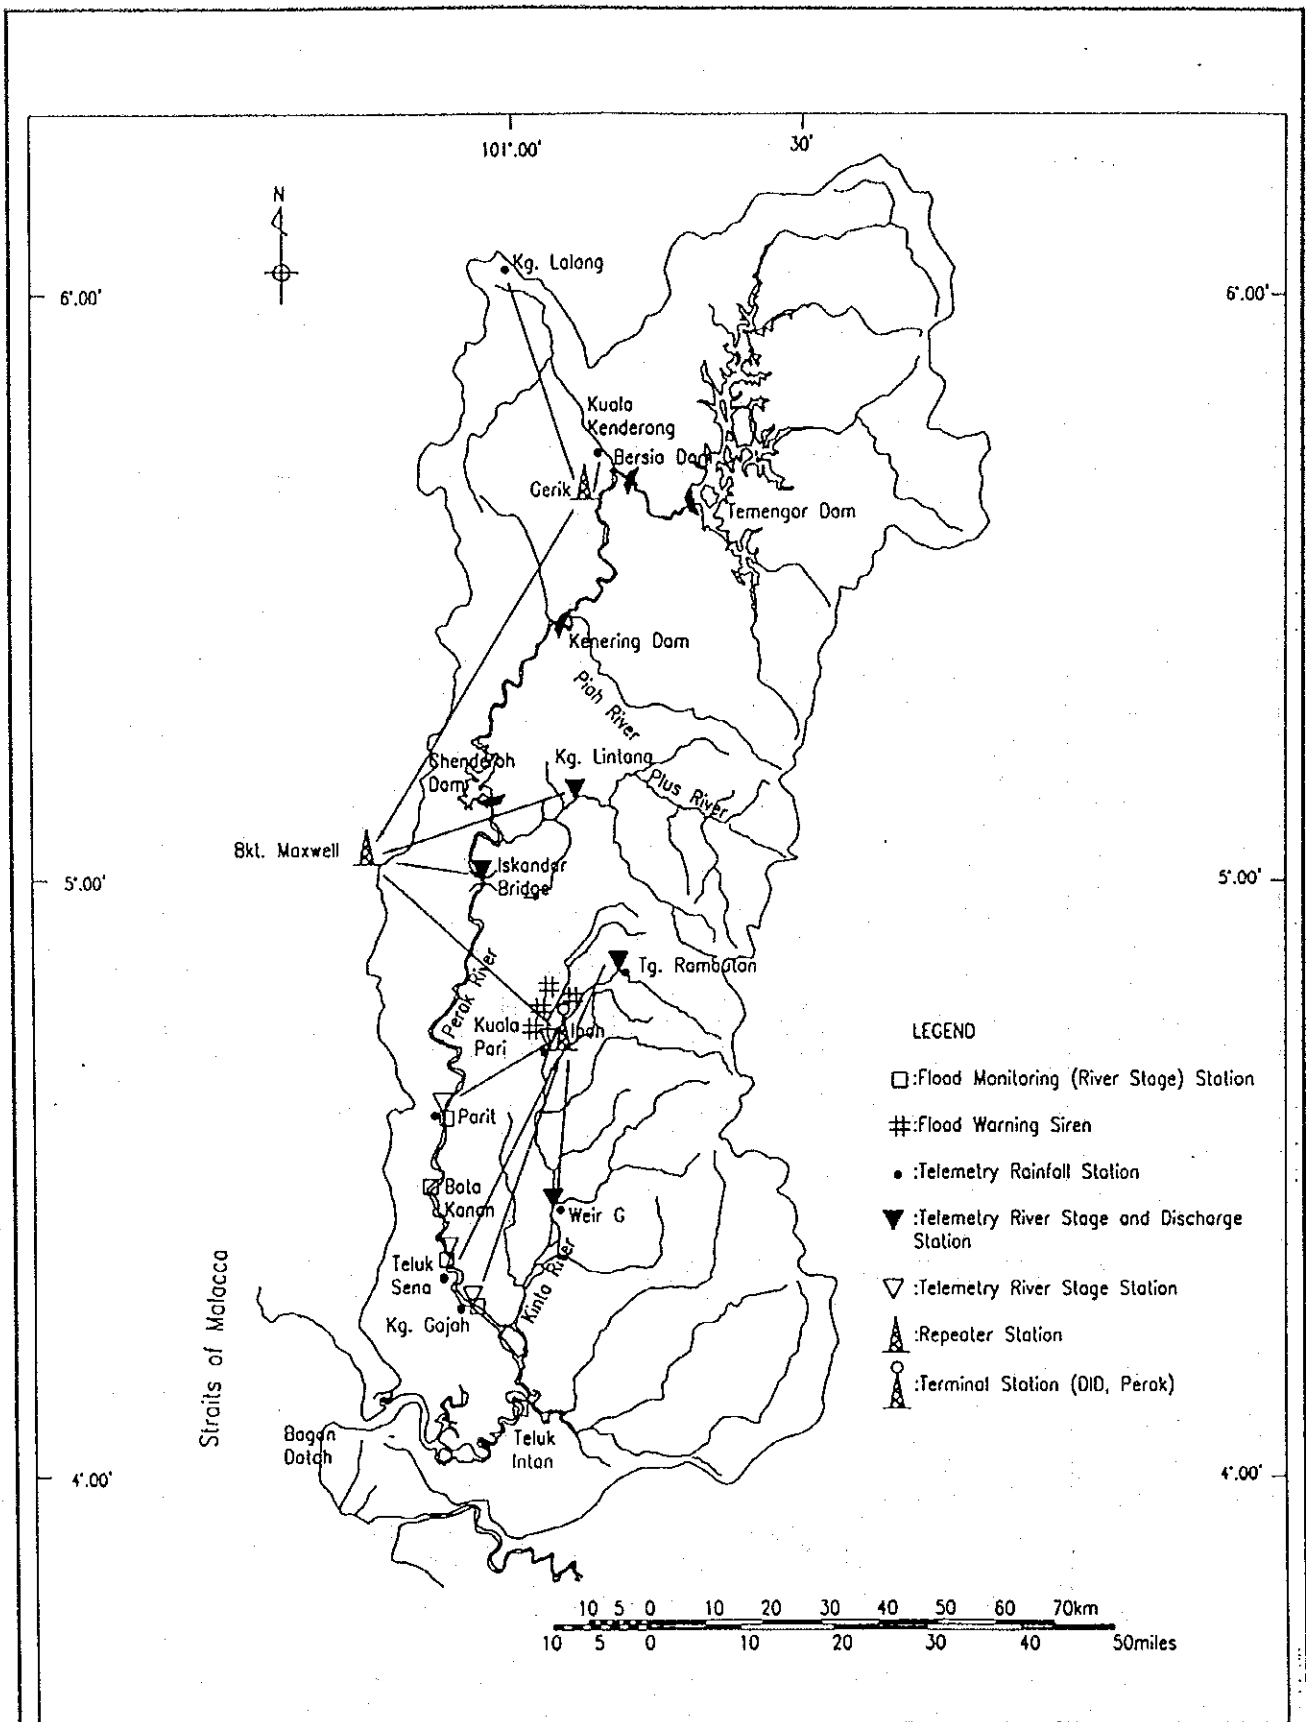 101°.00'
30'
N
Kg. Lalang
6°.00'
6°.00'
Kuala
Kenderong
Bersia Dam
Gerik
Temengor Dam
Kenering Dam
Piah River
Chenderoh
Dam
Kg. Lintang
Plus River
Bkt. Maxwell
Iskandar
Bridge
5°.00'
5°.00'
Perak River
Tg. Rambutan
Kuala
Pari
Ipoh
LEGEND
:Flood Monitoring (River Stage) Station
:Flood Warning Siren
:Telemetry Rainfall Station
:Telemetry River Stage and Discharge
Station
:Telemetry River Stage Station
:Repeater Station
:Terminal Station (DID, Perak)
Parit
Bota
Kanan
Weir G
Teluk
Sena
Kg. Gajah
Kinta River
Straits of Malacca
Bagan
Datoh
Teluk
Intan
4°.00'
4°.00'
10 5 0 10 20 30 40 50 60 70km
10 5 0 10 20 30 40 50miles